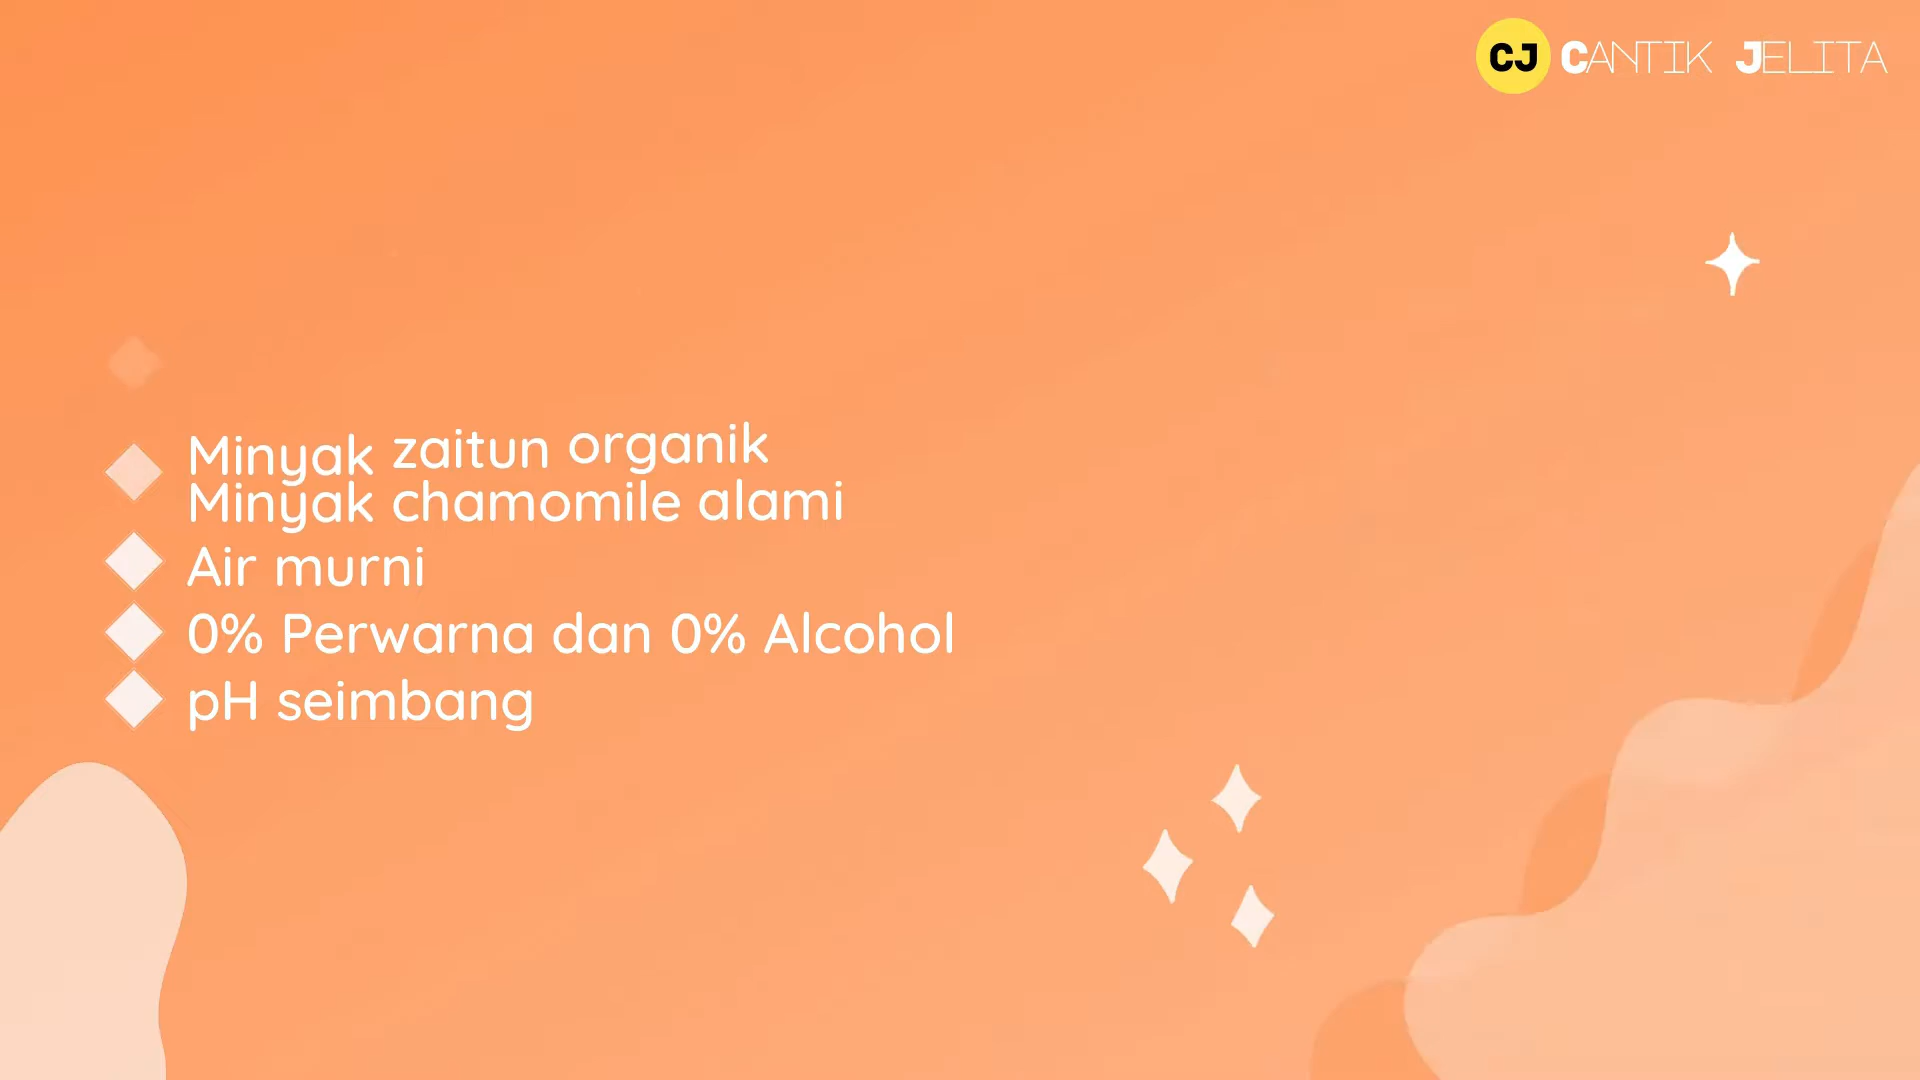 CJ CANTIK JELITA
Minyak zaitun organik
Minyak chamomile alami
Air murni
0% Perwarna dan 0% Alcohol
pH seimbang